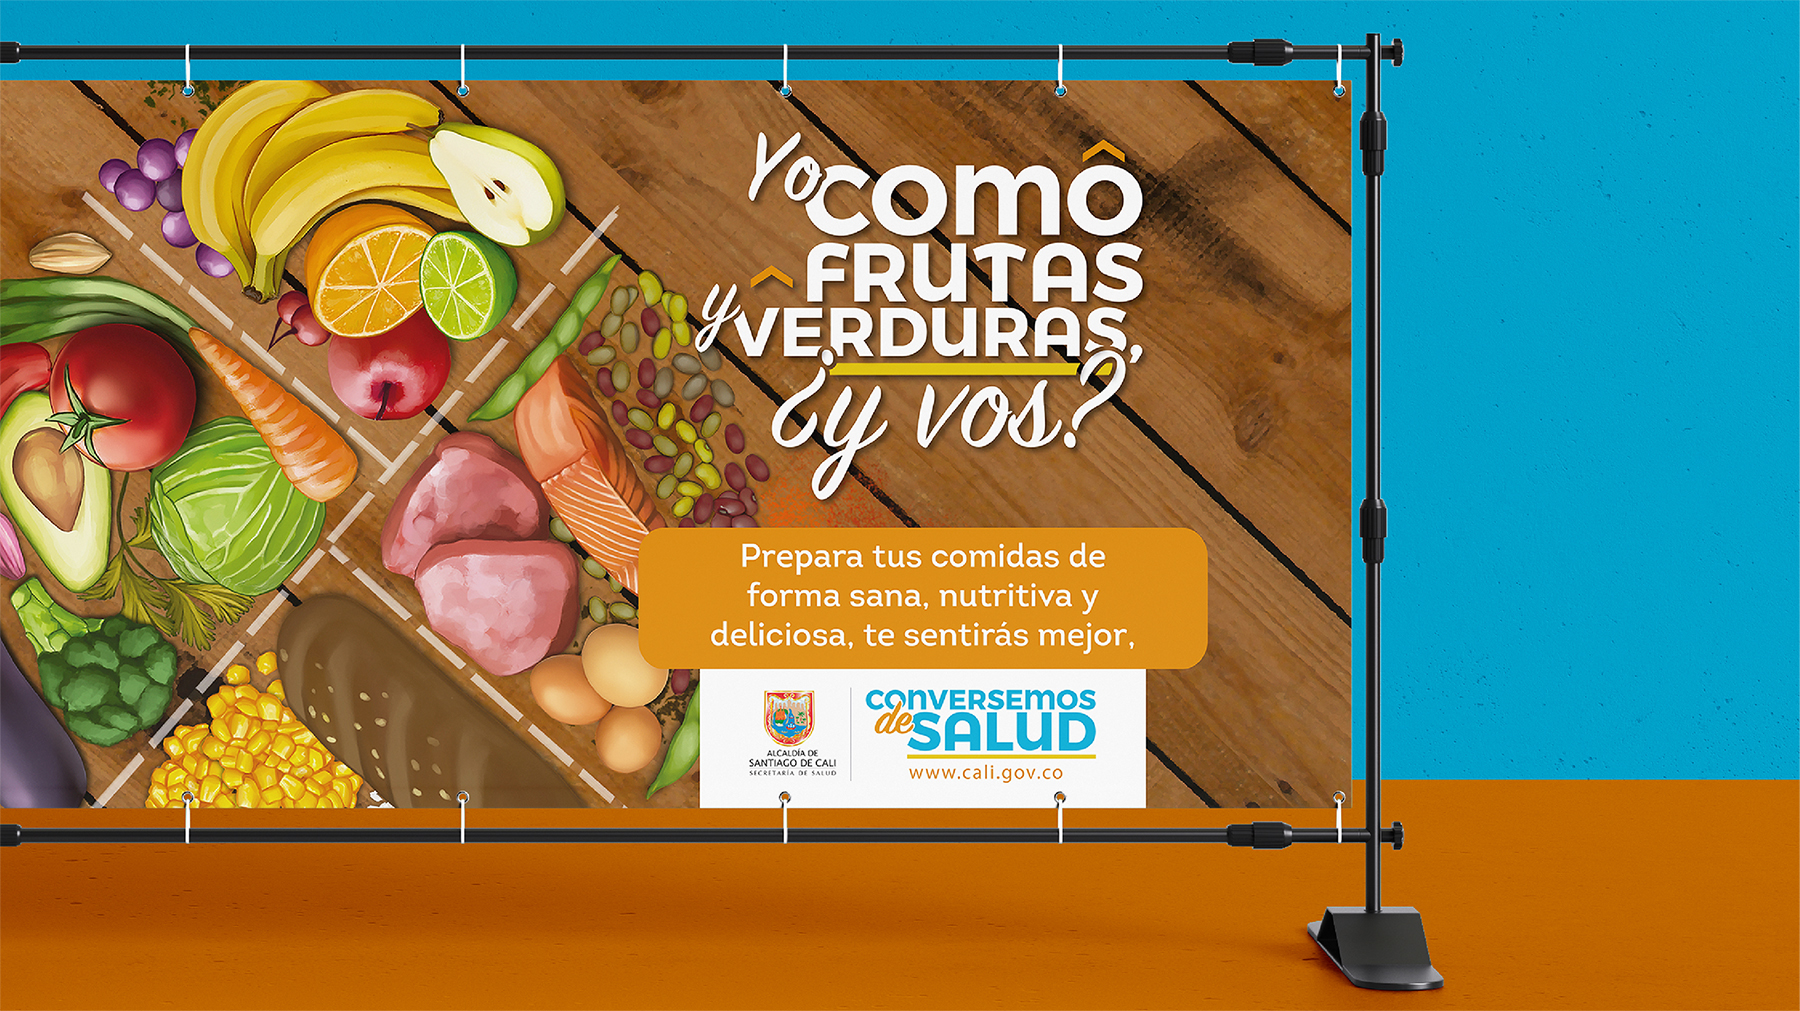 Yo COMO
FRUTAS
y VERDURAS,
¿y vos?
Prepara tus comidas de
forma sana, nutritiva y
deliciosa, te sentirás mejor,
ALCALDÍA DE
SANTIAGO DE CALI
SECRETARÍA DE SALUD
CONVERSEMOS
de SALUD
www.cali.gov.co